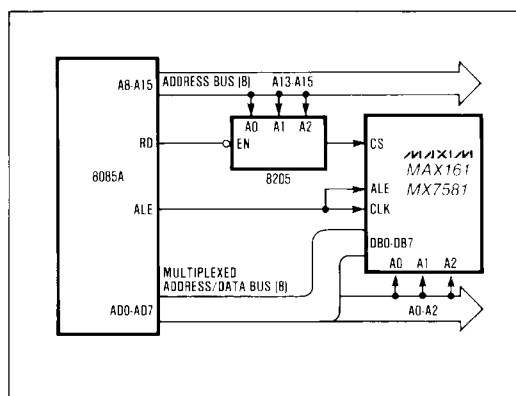 A8-A15
ADDRESS BUS (8)
A13-A15
A0 A1 A2
RD
EN
CS
8205
8085A
MAXIM
MAX161
MX7581
ALE
ALE
CLK
DB0-DB7
A0 A1 A2
MULTIPLEXED
ADDRESS/DATA BUS (8)
AD0-AD7
A0-A2